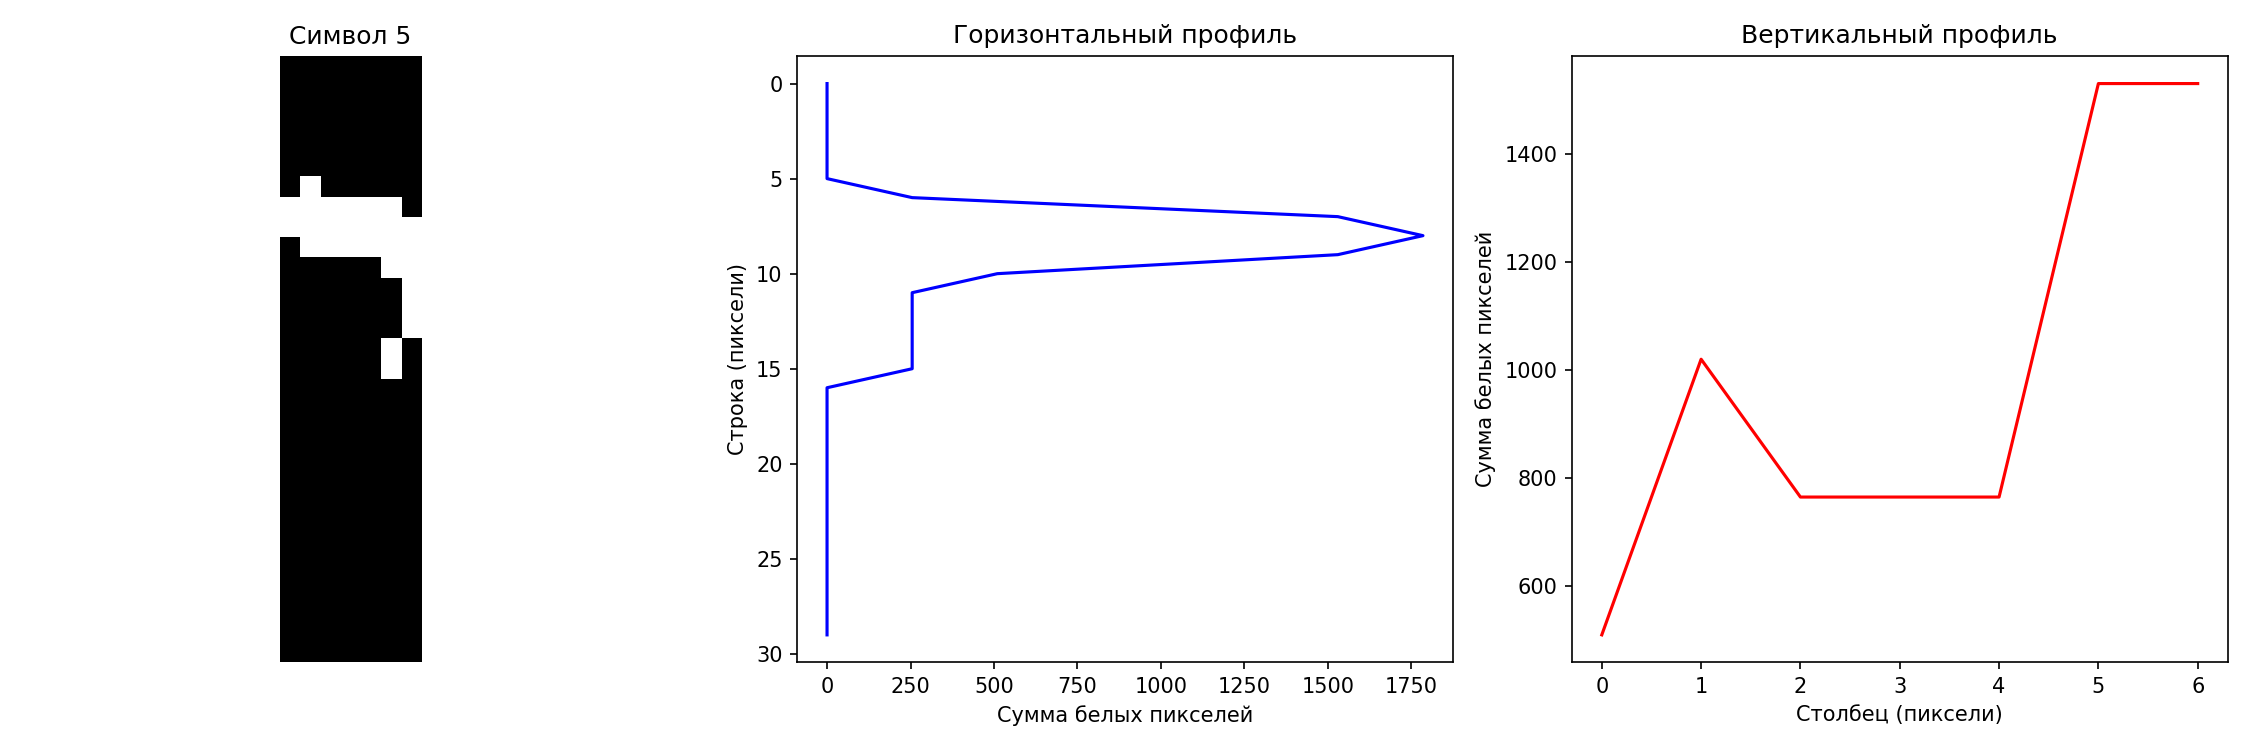 Символ 5
Горизонтальный профиль
0
5
10
15
20
25
30
Строка (пиксели)
0 250 500 750 1000 1250 1500 1750
Сумма белых пикселей
Вертикальный профиль
1400
1200
1000
800
600
Сумма белых пикселей
0 1 2 3 4 5 6
Столбец (пиксели)